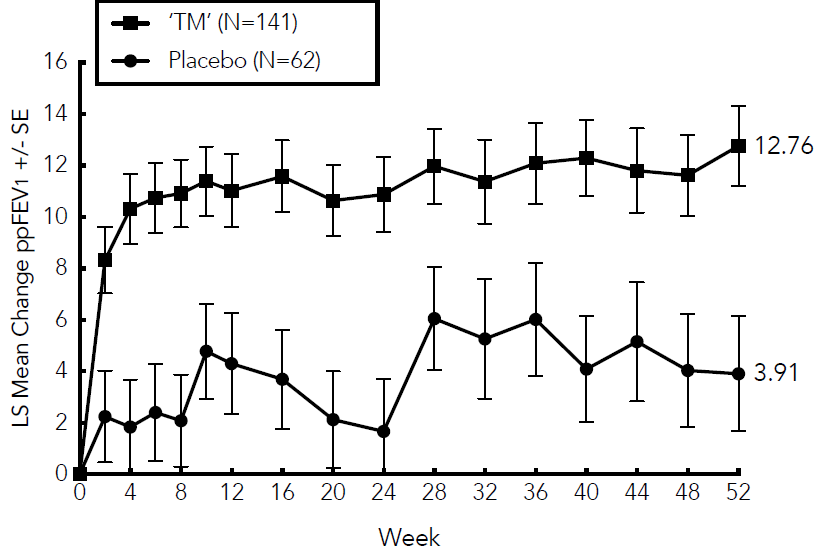 ‘TM’ (N=141)
Placebo (N=62)
LS Mean Change ppFEV1 +/- SE
16
14
12
10
8
6
4
2
0
12.76
3.91
0 4 8 12 16 20 24 28 32 36 40 44 48 52
Week